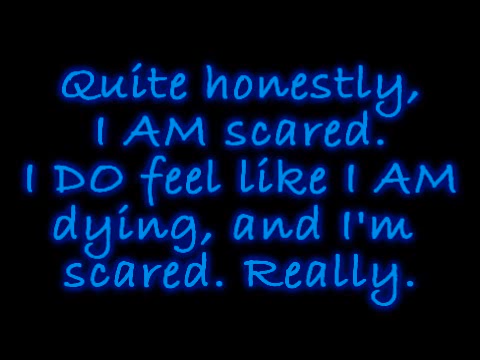 Quite honestly,
I AM scared.
I DO feel like I AM
dying, and I'm
scared. Really.